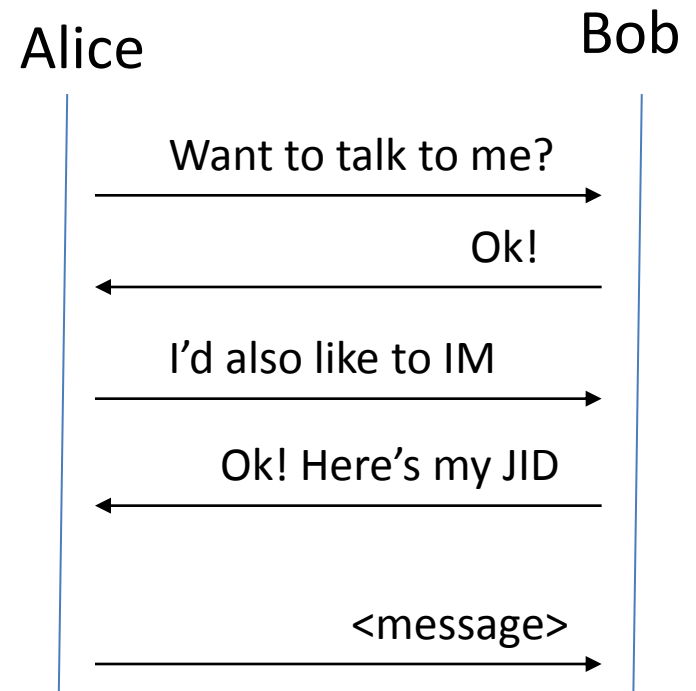 Alice
Bob
Want to talk to me?
Ok!
I’d also like to IM
Ok! Here’s my JID
<message>